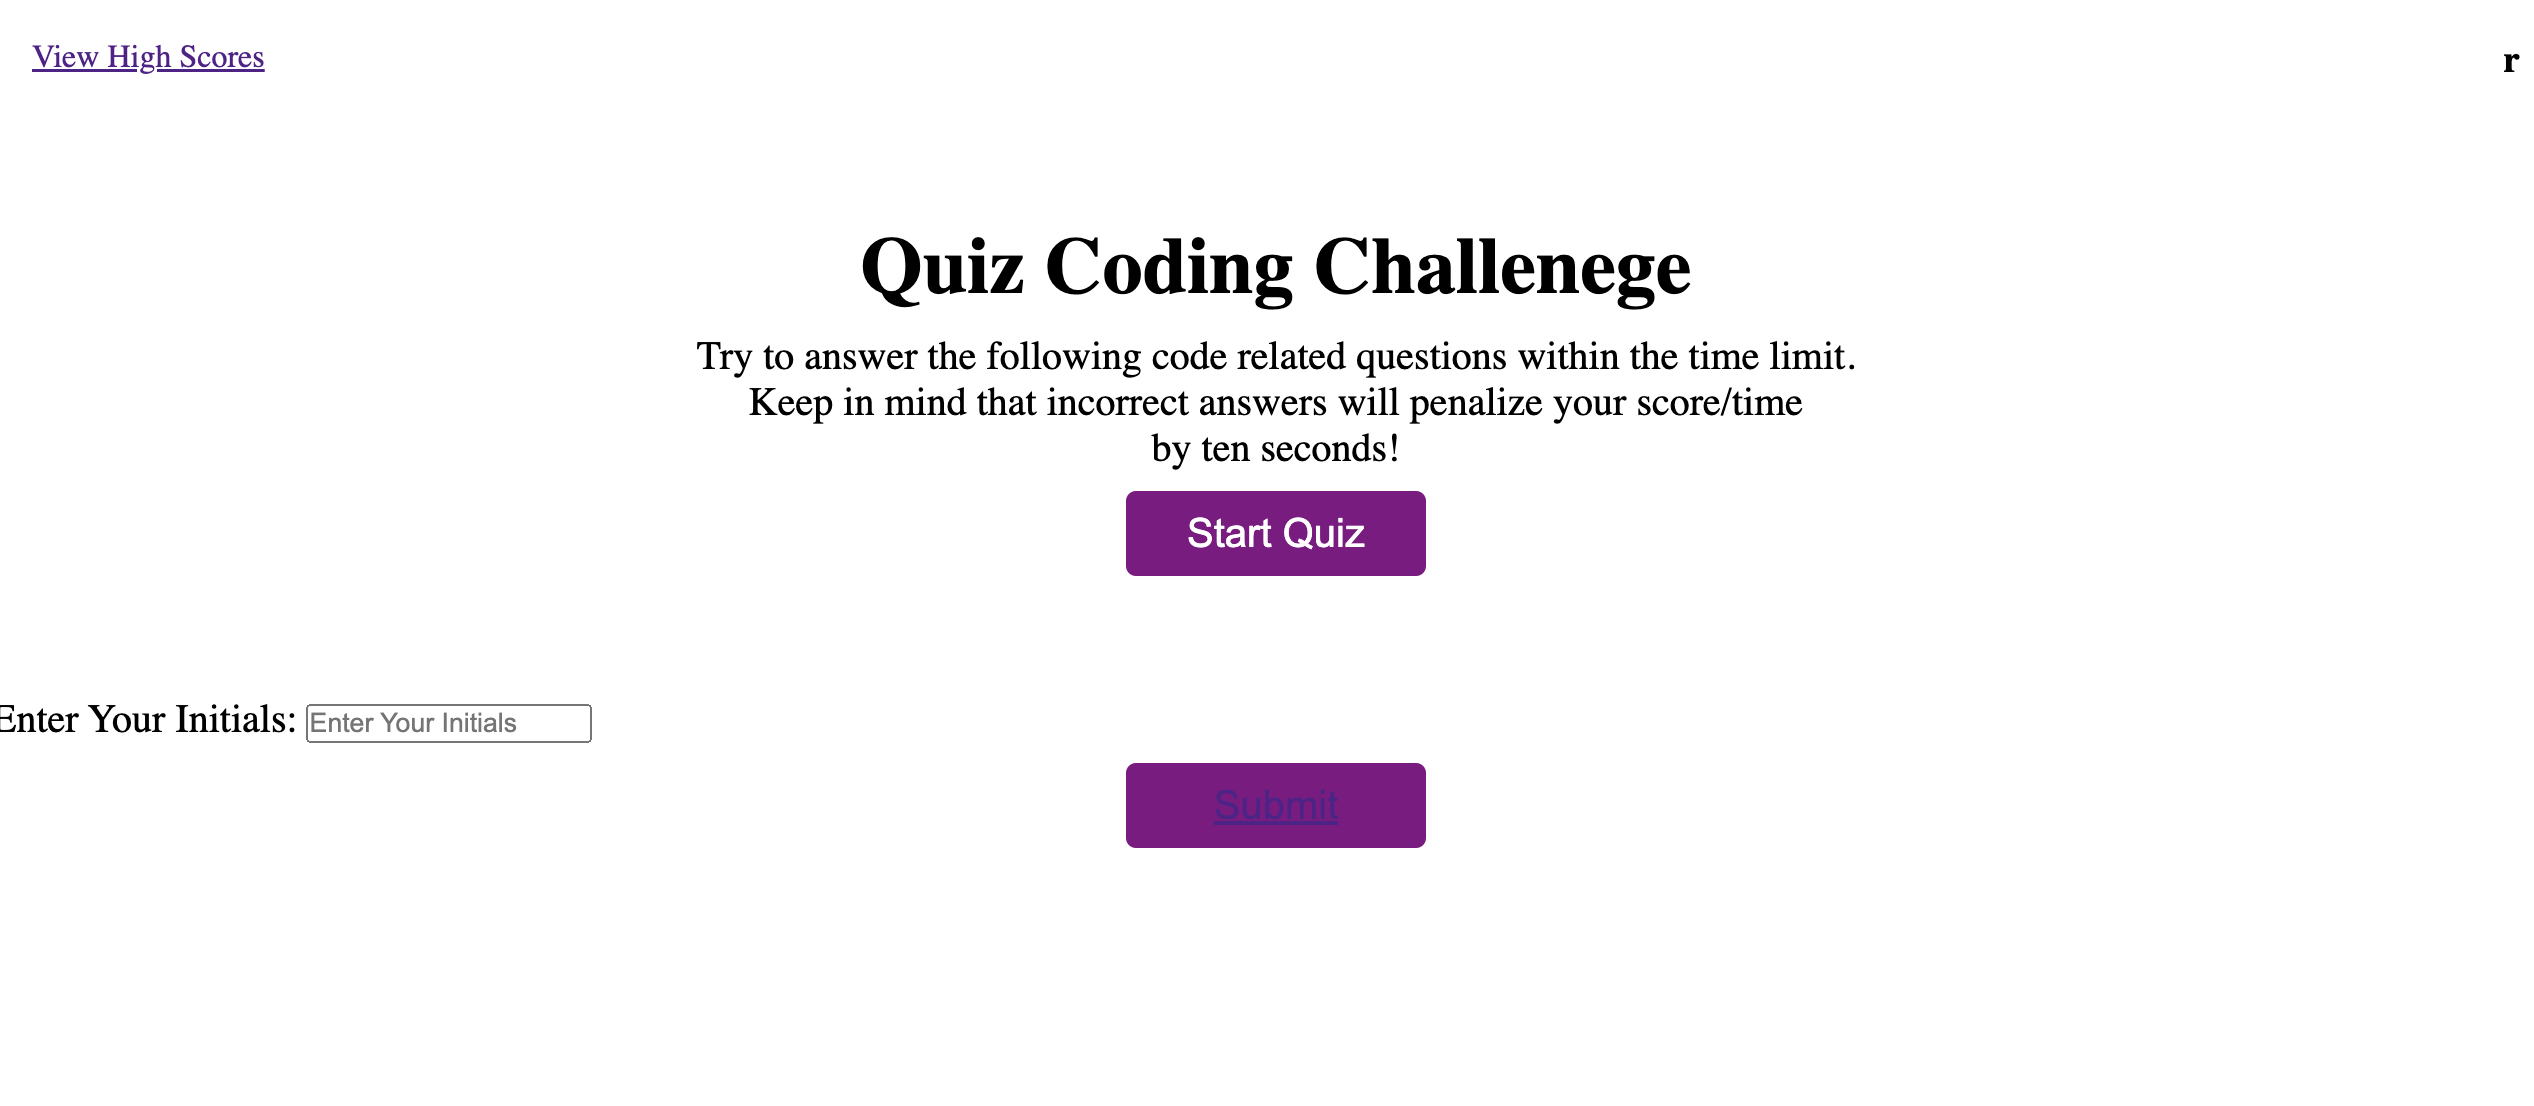 View High Scores
r
Quiz Coding Challenege
Try to answer the following code related questions within the time limit.
Keep in mind that incorrect answers will penalize your score/time
by ten seconds!
Start Quiz
Enter Your Initials: Enter Your Initials
Submit